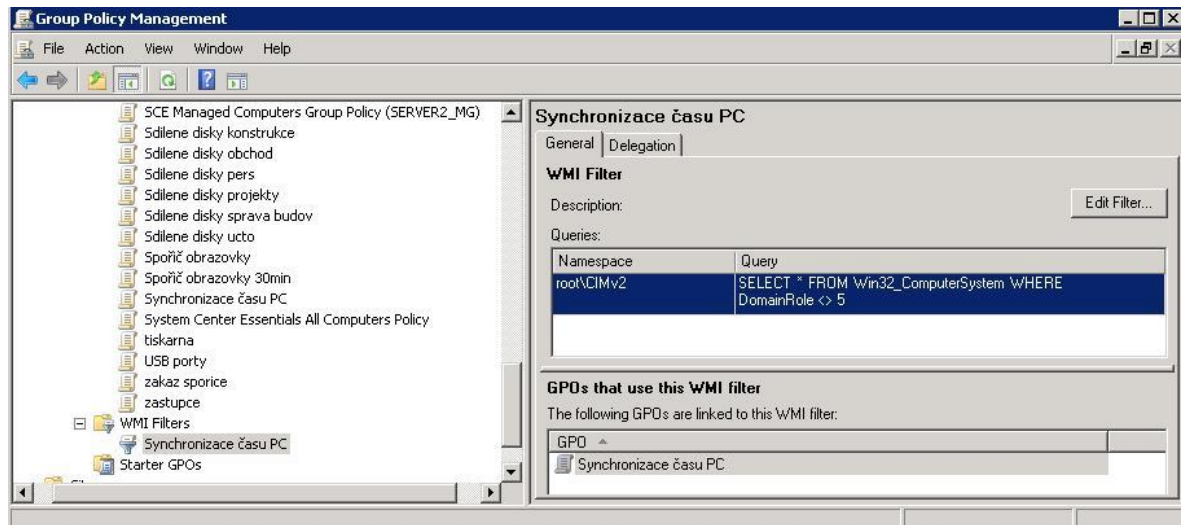 Group Policy Management
File Action View Window Help
SCE Managed Computers Group Policy (SERVER2_MG)
Sdilene disky konstrukce
Sdilene disky obchod
Sdilene disky pers
Sdilene disky projekty
Sdilene disky sprava budov
Sdilene disky ucto
Spořič obrazovky
Spořič obrazovky 30min
Synchronizace času PC
System Center Essentials All Computers Policy
tiskarna
USB porty
zakaz sporice
zastupce
WMI Filters
Synchronizace času PC
Starter GPOs
Synchronizace času PC
General Delegation
WMI Filter
Description:
Edit Filter...
Queries:
Namespace Query
root\CIMv2 SELECT * FROM Win32_ComputerSystem WHERE
DomainRole <> 5
GPOs that use this WMI filter
The following GPOs are linked to this WMI filter:
GPO
Synchronizace času PC